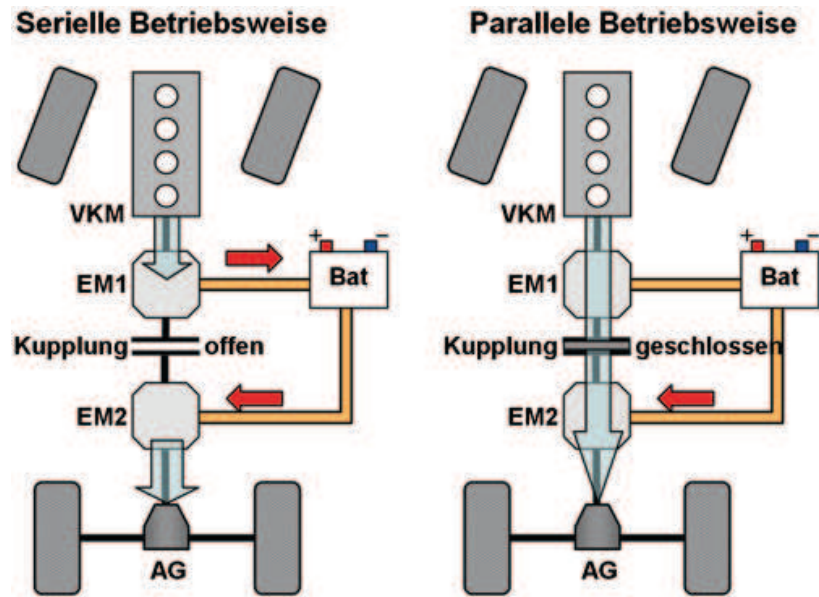 Serielle Betriebsweise
VKM
+ –
EM1
Bat
Kupplung offen
EM2
AG
Parallele Betriebsweise
VKM
+ –
EM1
Bat
Kupplung geschlossen
EM2
AG